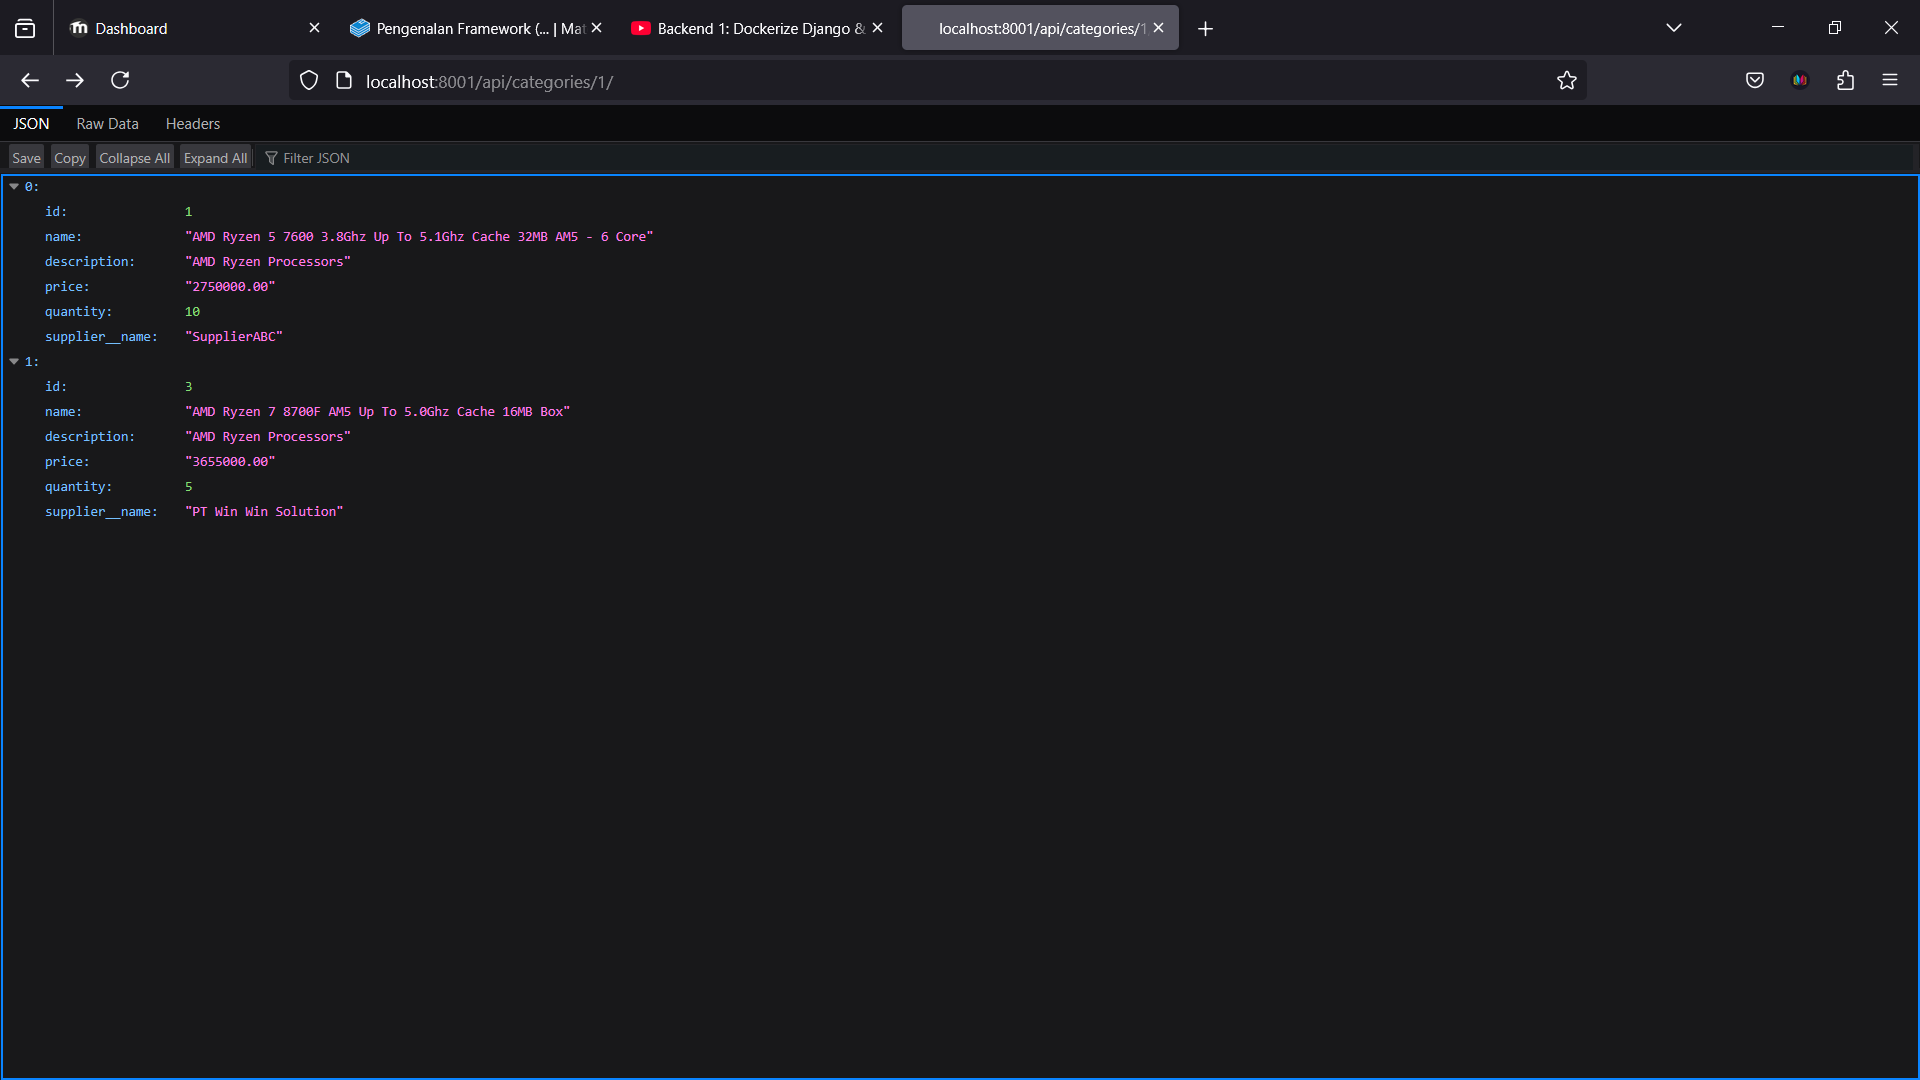 Dashboard
Pengenalan Framework (... | Mat
Backend 1: Dockerize Django &
localhost:8001/api/categories/1
localhost:8001/api/categories/1/
JSON Raw Data Headers
Save Copy Collapse All Expand All Filter JSON
0:
id: 1
name: "AMD Ryzen 5 7600 3.8Ghz Up To 5.1Ghz Cache 32MB AM5 - 6 Core"
description: "AMD Ryzen Processors"
price: "2750000.00"
quantity: 10
supplier__name: "SupplierABC"
1:
id: 3
name: "AMD Ryzen 7 8700F AM5 Up To 5.0Ghz Cache 16MB Box"
description: "AMD Ryzen Processors"
price: "3655000.00"
quantity: 5
supplier__name: "PT Win Win Solution"